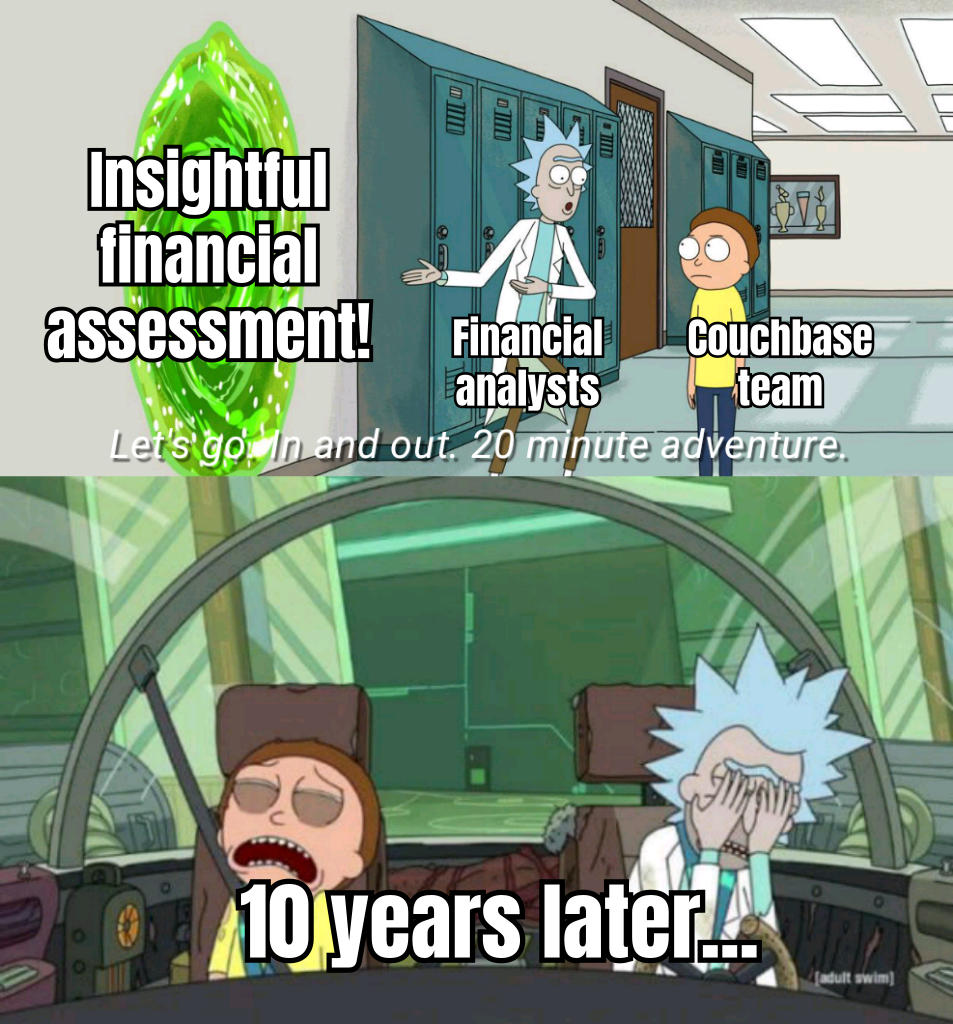 Insightful
financial
assessment!
Financial
analysts
Couchbase
team
Let's go. In and out. 20 minute adventure.
10 years later...
[adult swim]